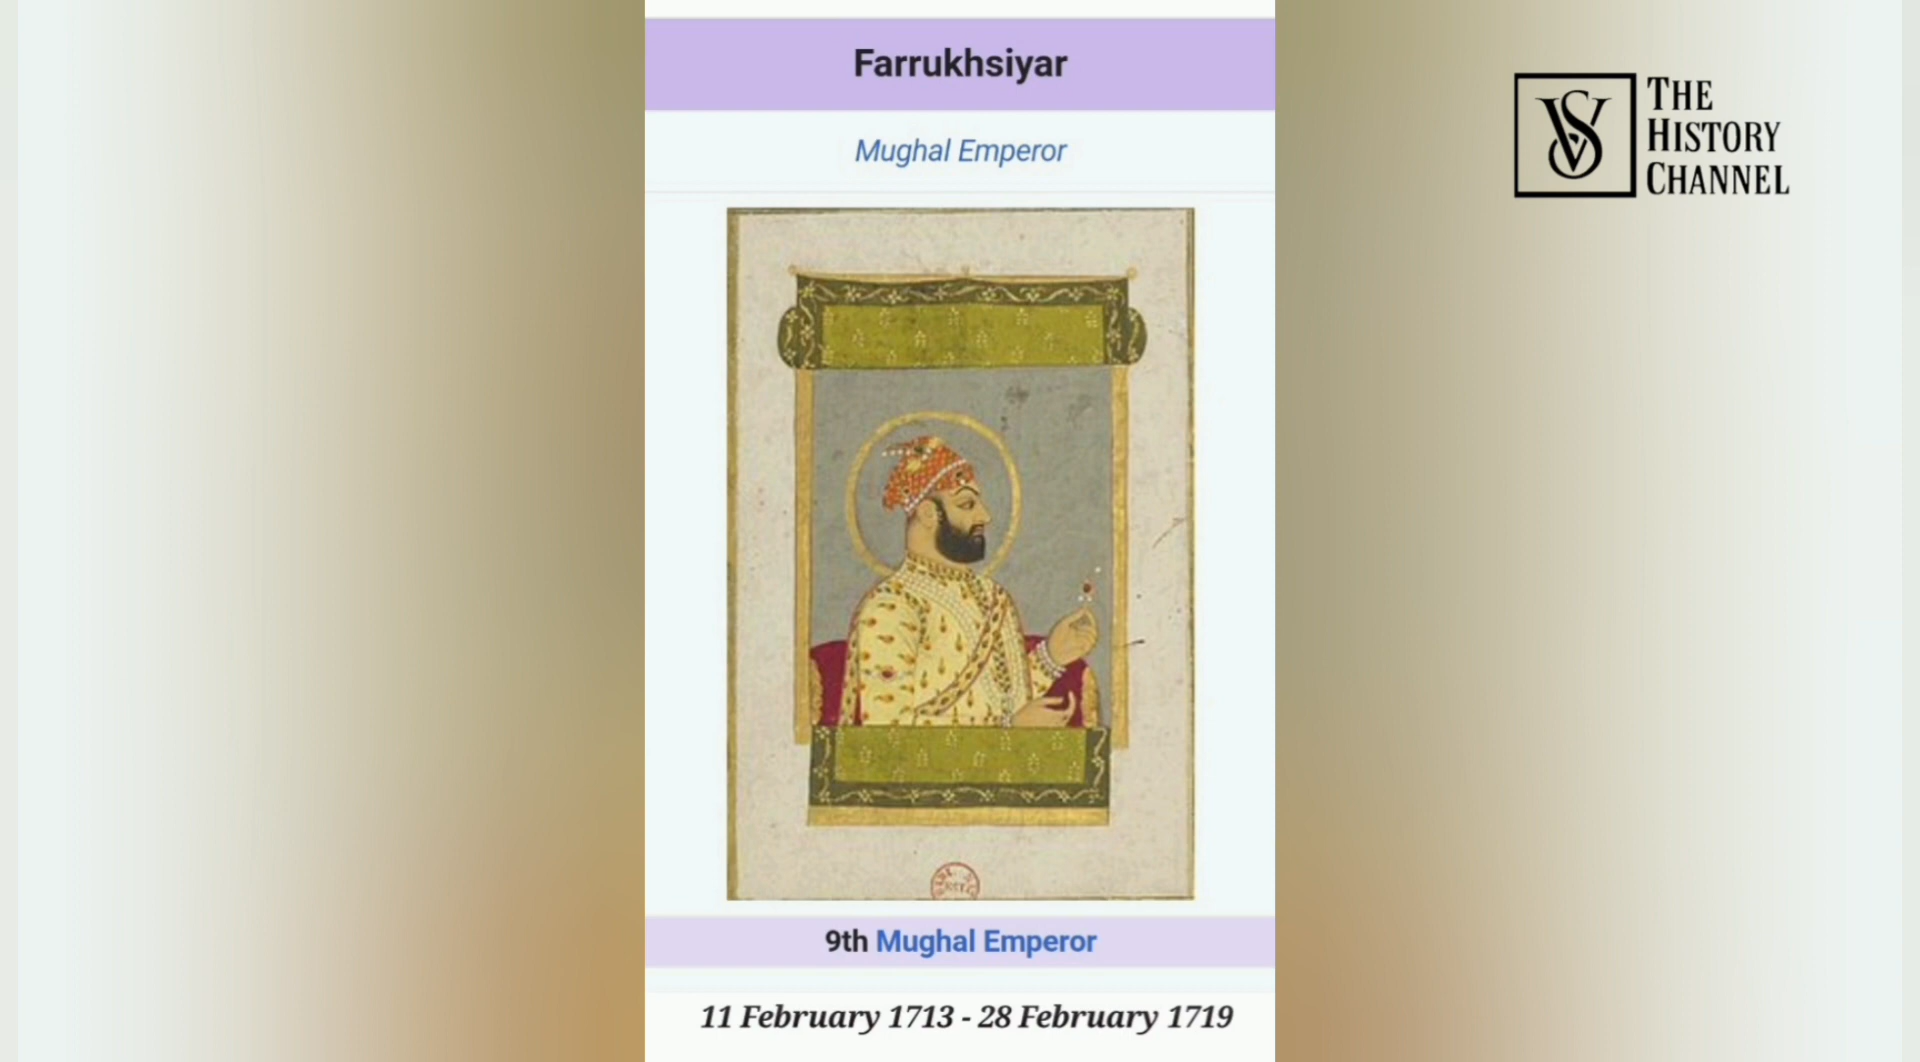 Farrukhsiyar
Mughal Emperor
THE
HISTORY
CHANNEL
9th Mughal Emperor
11 February 1713 - 28 February 1719